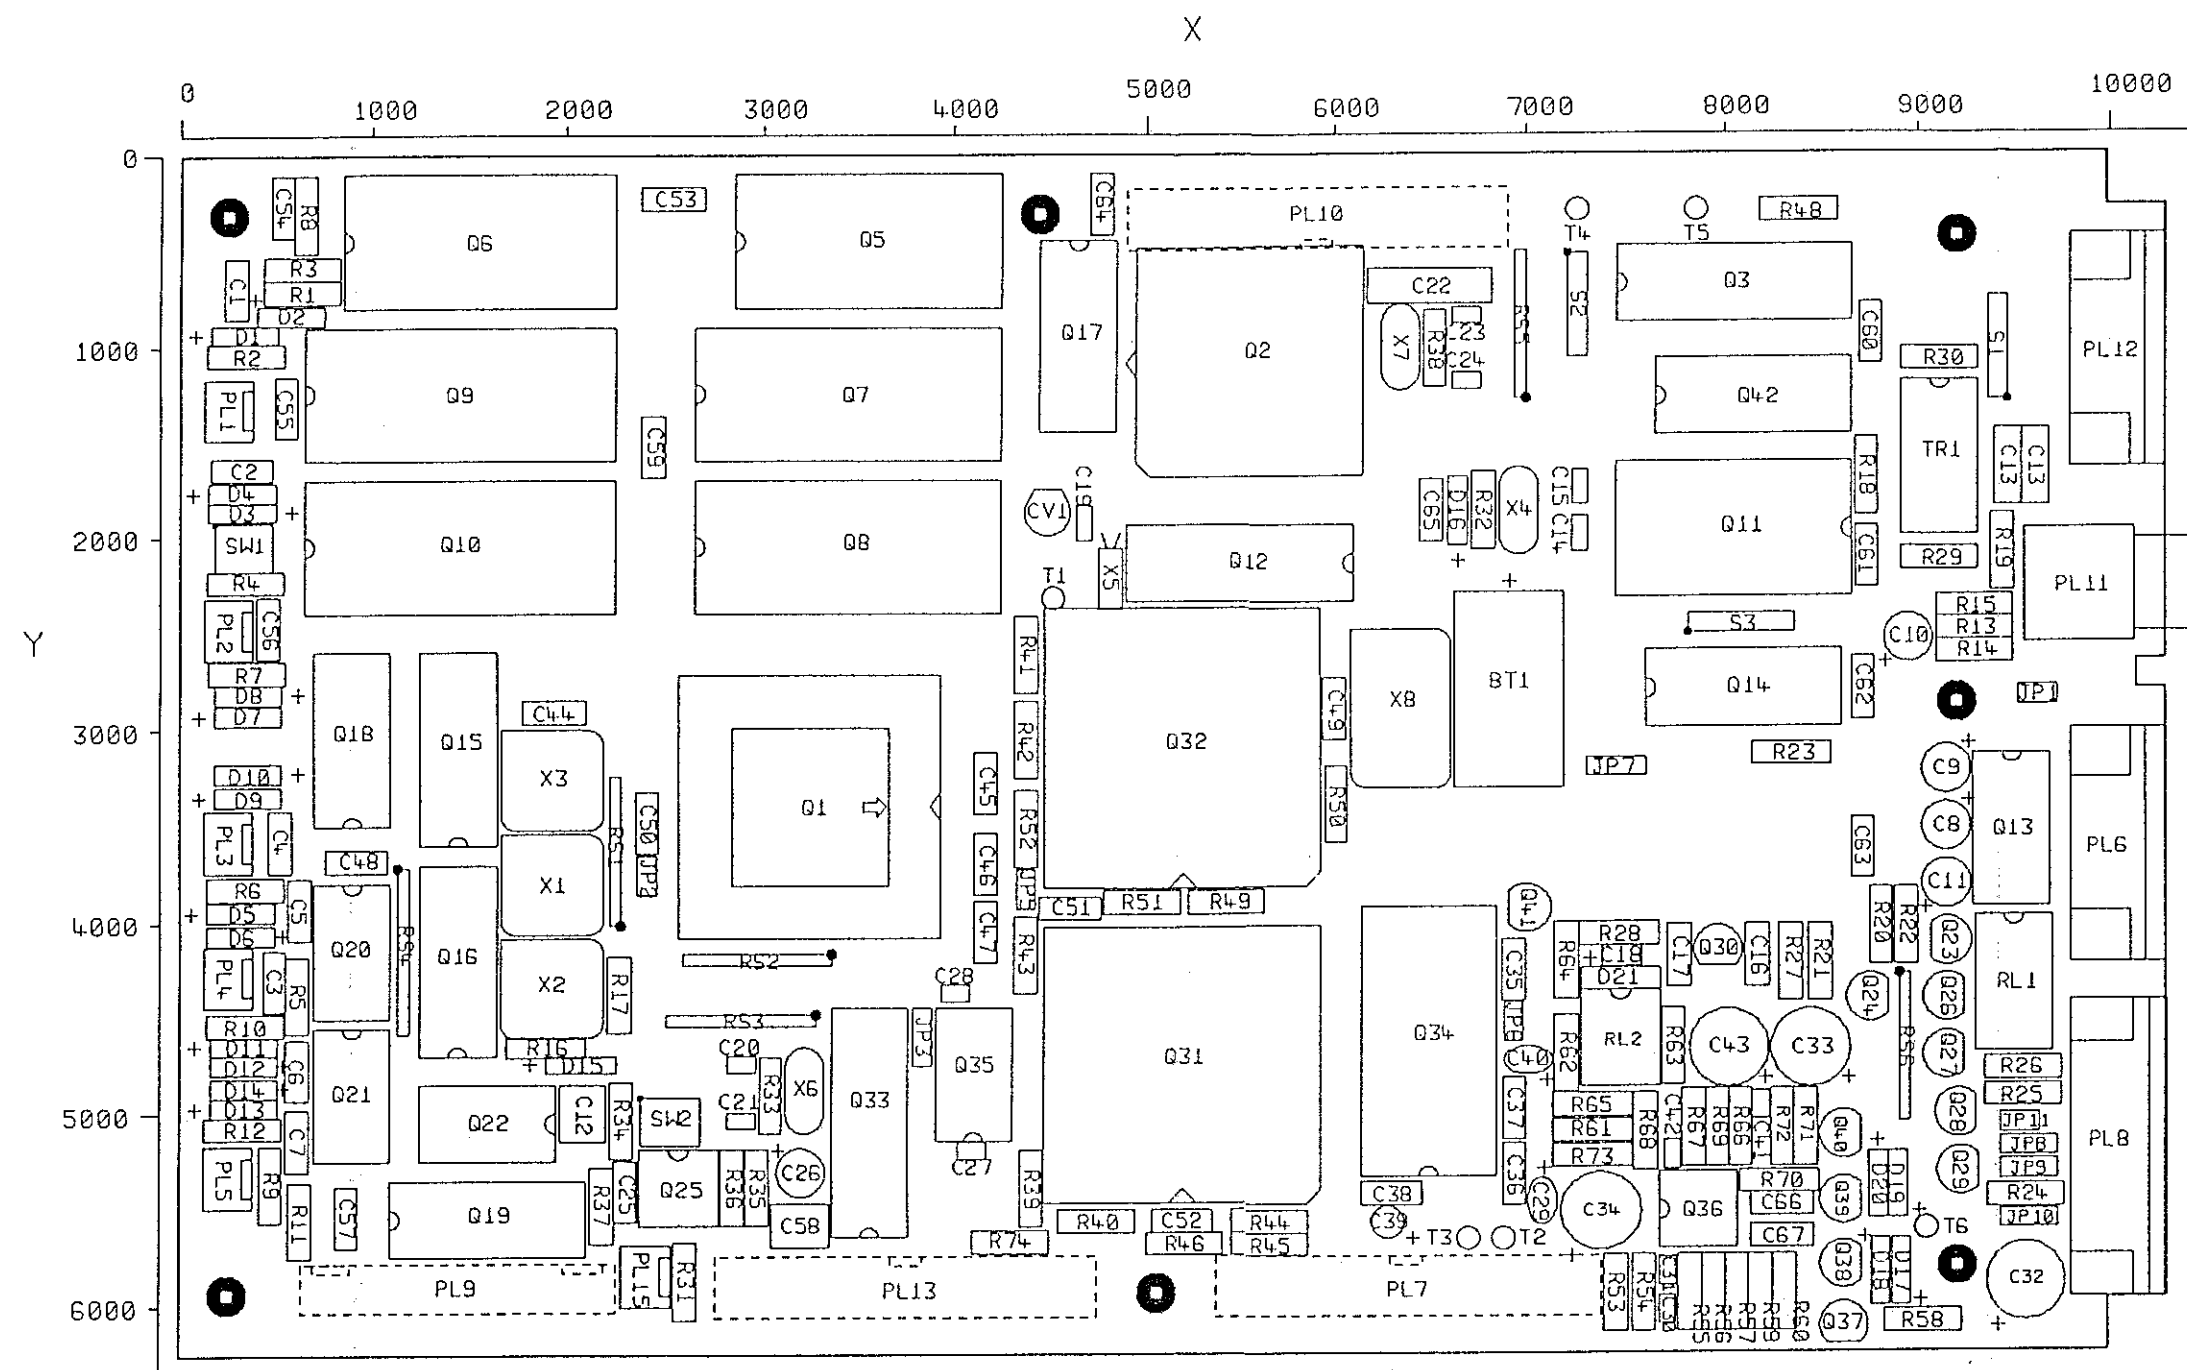 X
0 1000 2000 3000 4000 5000 6000 7000 8000 9000 10000
0
1000
2000
3000
4000
5000
6000
Y
C54 R8 Q6 C53 Q5 C64 PL10 T4 T5 R48
R3
C1 R1 Q17 Q2 C22 S2 Q3
D2
D1 C60 S1 PL12
R2 X7 R38 C24 R30
PL1 C55 Q9 Q7 Q42
C59 TR1 C13 C13
C2 C19 R18
D4
D3 CV1 C65 D16 R32 X4 C15 C14 Q11
SW1 Q10 Q8 X5 Q12 C61 R29 R19
R4 T1 PL11
PL2 C56 R41 S3 C10 R15
R13
R14
R7
D8 C44 BT1 Q14 C62 JP1
D7 Q18 Q15 R42 Q32 C49 X8
D10 X3 JP7 R23 C9
D9 Q1 C45 R50
PL3 C4 RS1 C50 R52 C8 Q13 PL6
C48 C63
R6 C5 X1 JP2 C46 C11
D5 C51 R51 R49 Q41 R20 R22
D6 Q20 RS4 Q16 C47 R43 R28 C17 Q30 C16 R27 R21 Q23
PL4 C3 R5 X2 R17 RS2 C28 C35 R64 C18
D21 Q24 Q26 RL1
R10 RS3 JP3 Q34 RL2 R63 C43 C33 Q27
D11 R16 C20 Q35 Q31 C40 R62 R26
D12 C6 D15 X6 R25
D14 Q21 R33 Q33 C37 R65 C42 R67 R69 R66 C41 R72 R71 Q28
D13 Q22 C12 R34 SW2 C21 R61 R68 Q40 JP11
R12 C7 R73 JP8
PL5 R9 C25 Q25 R36 R35 C26 C27 R39 C36 R70 Q29 JP9
R11 C57 Q19 R37 C58 C38 C29 C34 Q36 C66 Q39 D20 D19 R24
R40 C52 R44 C39 T3 T2 C67 T6 JP10
R74 R46 R45
PL9 PL15 R31 PL13 PL7 R53 R54 C31 Q38 D18 D17 C32 PL8
Q37 R58